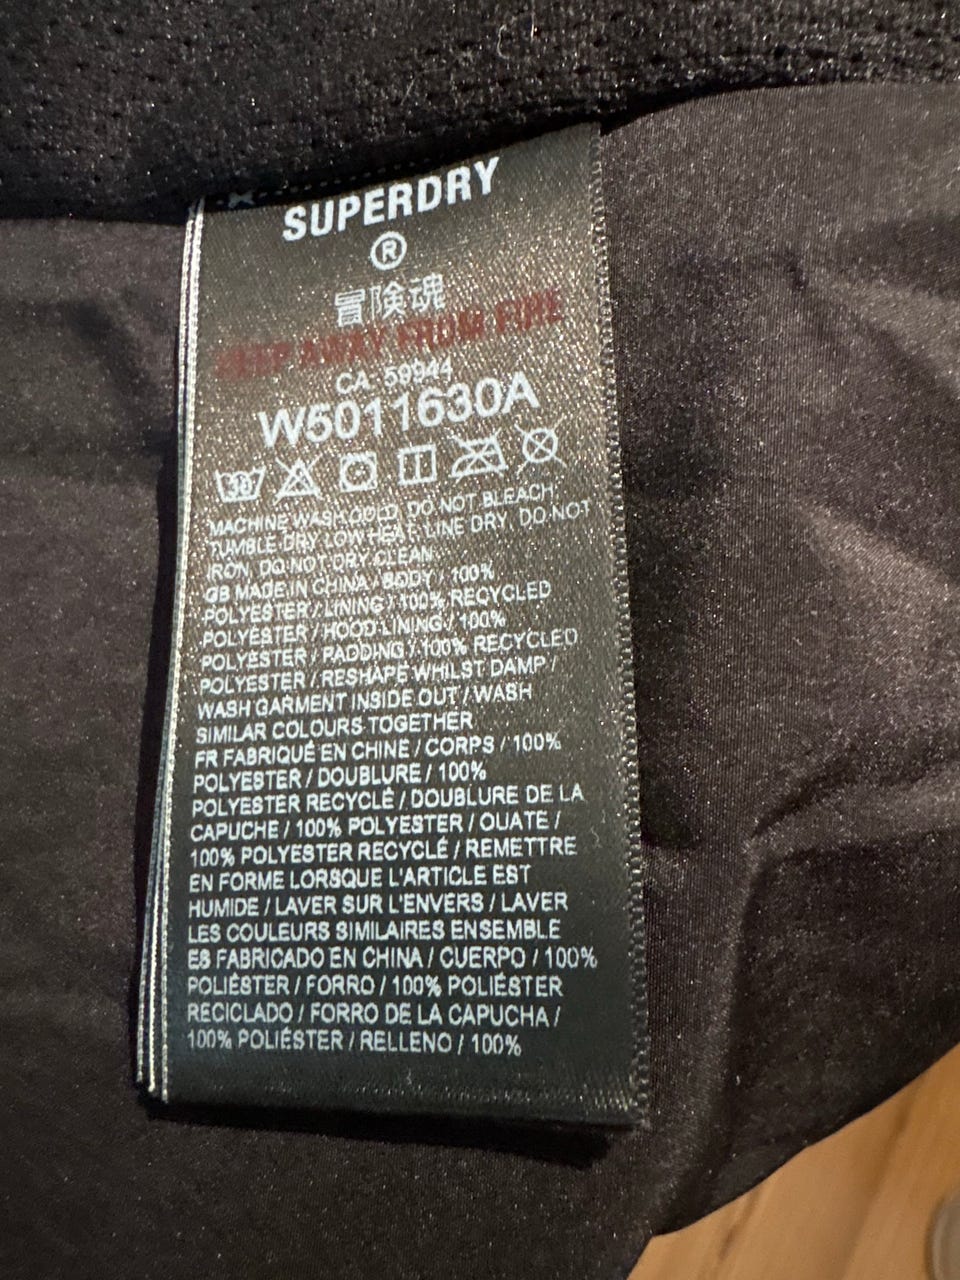 SUPERDRY
®
冒険魂
KEEP AWAY FROM FIRE
CA: 59944
W5011630A
30
MACHINE WASH COLD, DO NOT BLEACH,
TUMBLE DRY LOW HEAT, LINE DRY, DO NOT
IRON, DO NOT DRY CLEAN
GB MADE IN CHINA / BODY / 100%
POLYESTER / LINING / 100% RECYCLED
POLYESTER / HOOD LINING / 100%
POLYESTER / PADDING / 100% RECYCLED
POLYESTER / RESHAPE WHILST DAMP /
WASH GARMENT INSIDE OUT / WASH
SIMILAR COLOURS TOGETHER
FR FABRIQUÉ EN CHINE / CORPS / 100%
POLYESTER / DOUBLURE / 100%
POLYESTER RECYCLÉ / DOUBLURE DE LA
CAPUCHE / 100% POLYESTER / OUATE /
100% POLYESTER RECYCLÉ / REMETTRE
EN FORME LORSQUE L'ARTICLE EST
HUMIDE / LAVER SUR L'ENVERS / LAVER
LES COULEURS SIMILAIRES ENSEMBLE
ES FABRICADO EN CHINA / CUERPO / 100%
POLIÉSTER / FORRO / 100% POLIÉSTER
RECICLADO / FORRO DE LA CAPUCHA /
100% POLIÉSTER / RELLENO / 100%